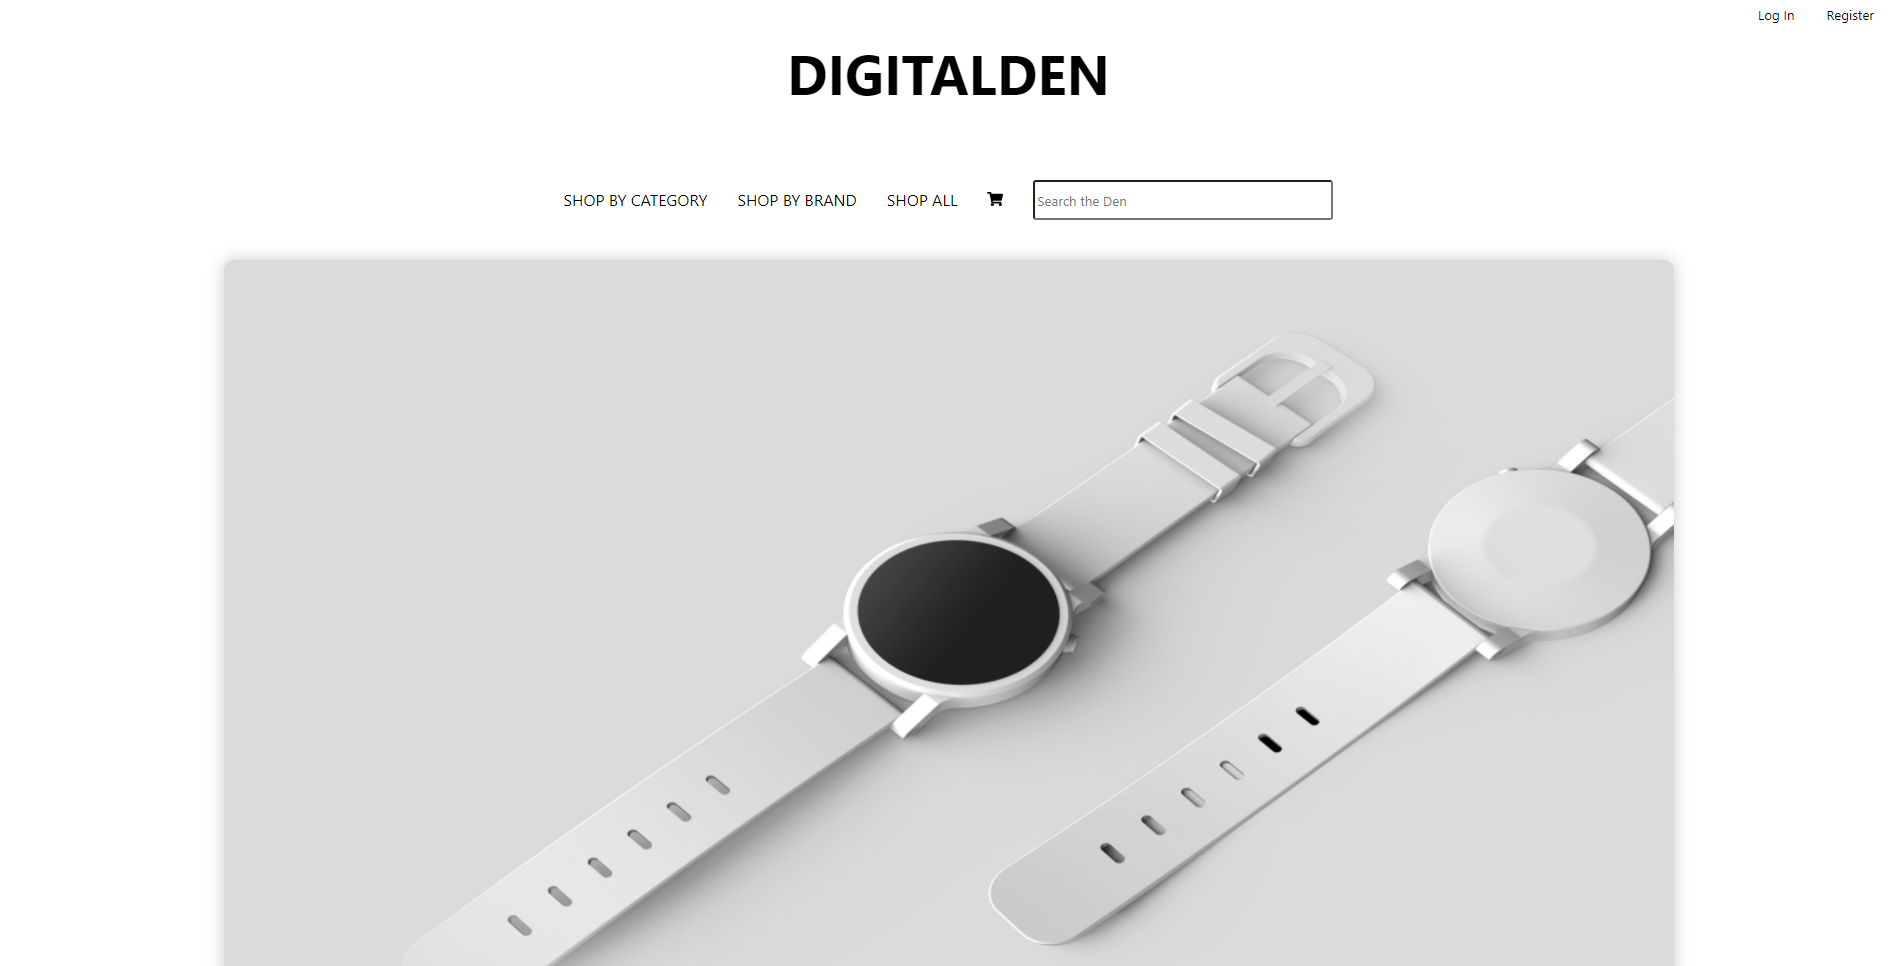 Log In Register
DIGITALDEN
SHOP BY CATEGORY SHOP BY BRAND SHOP ALL Search the Den